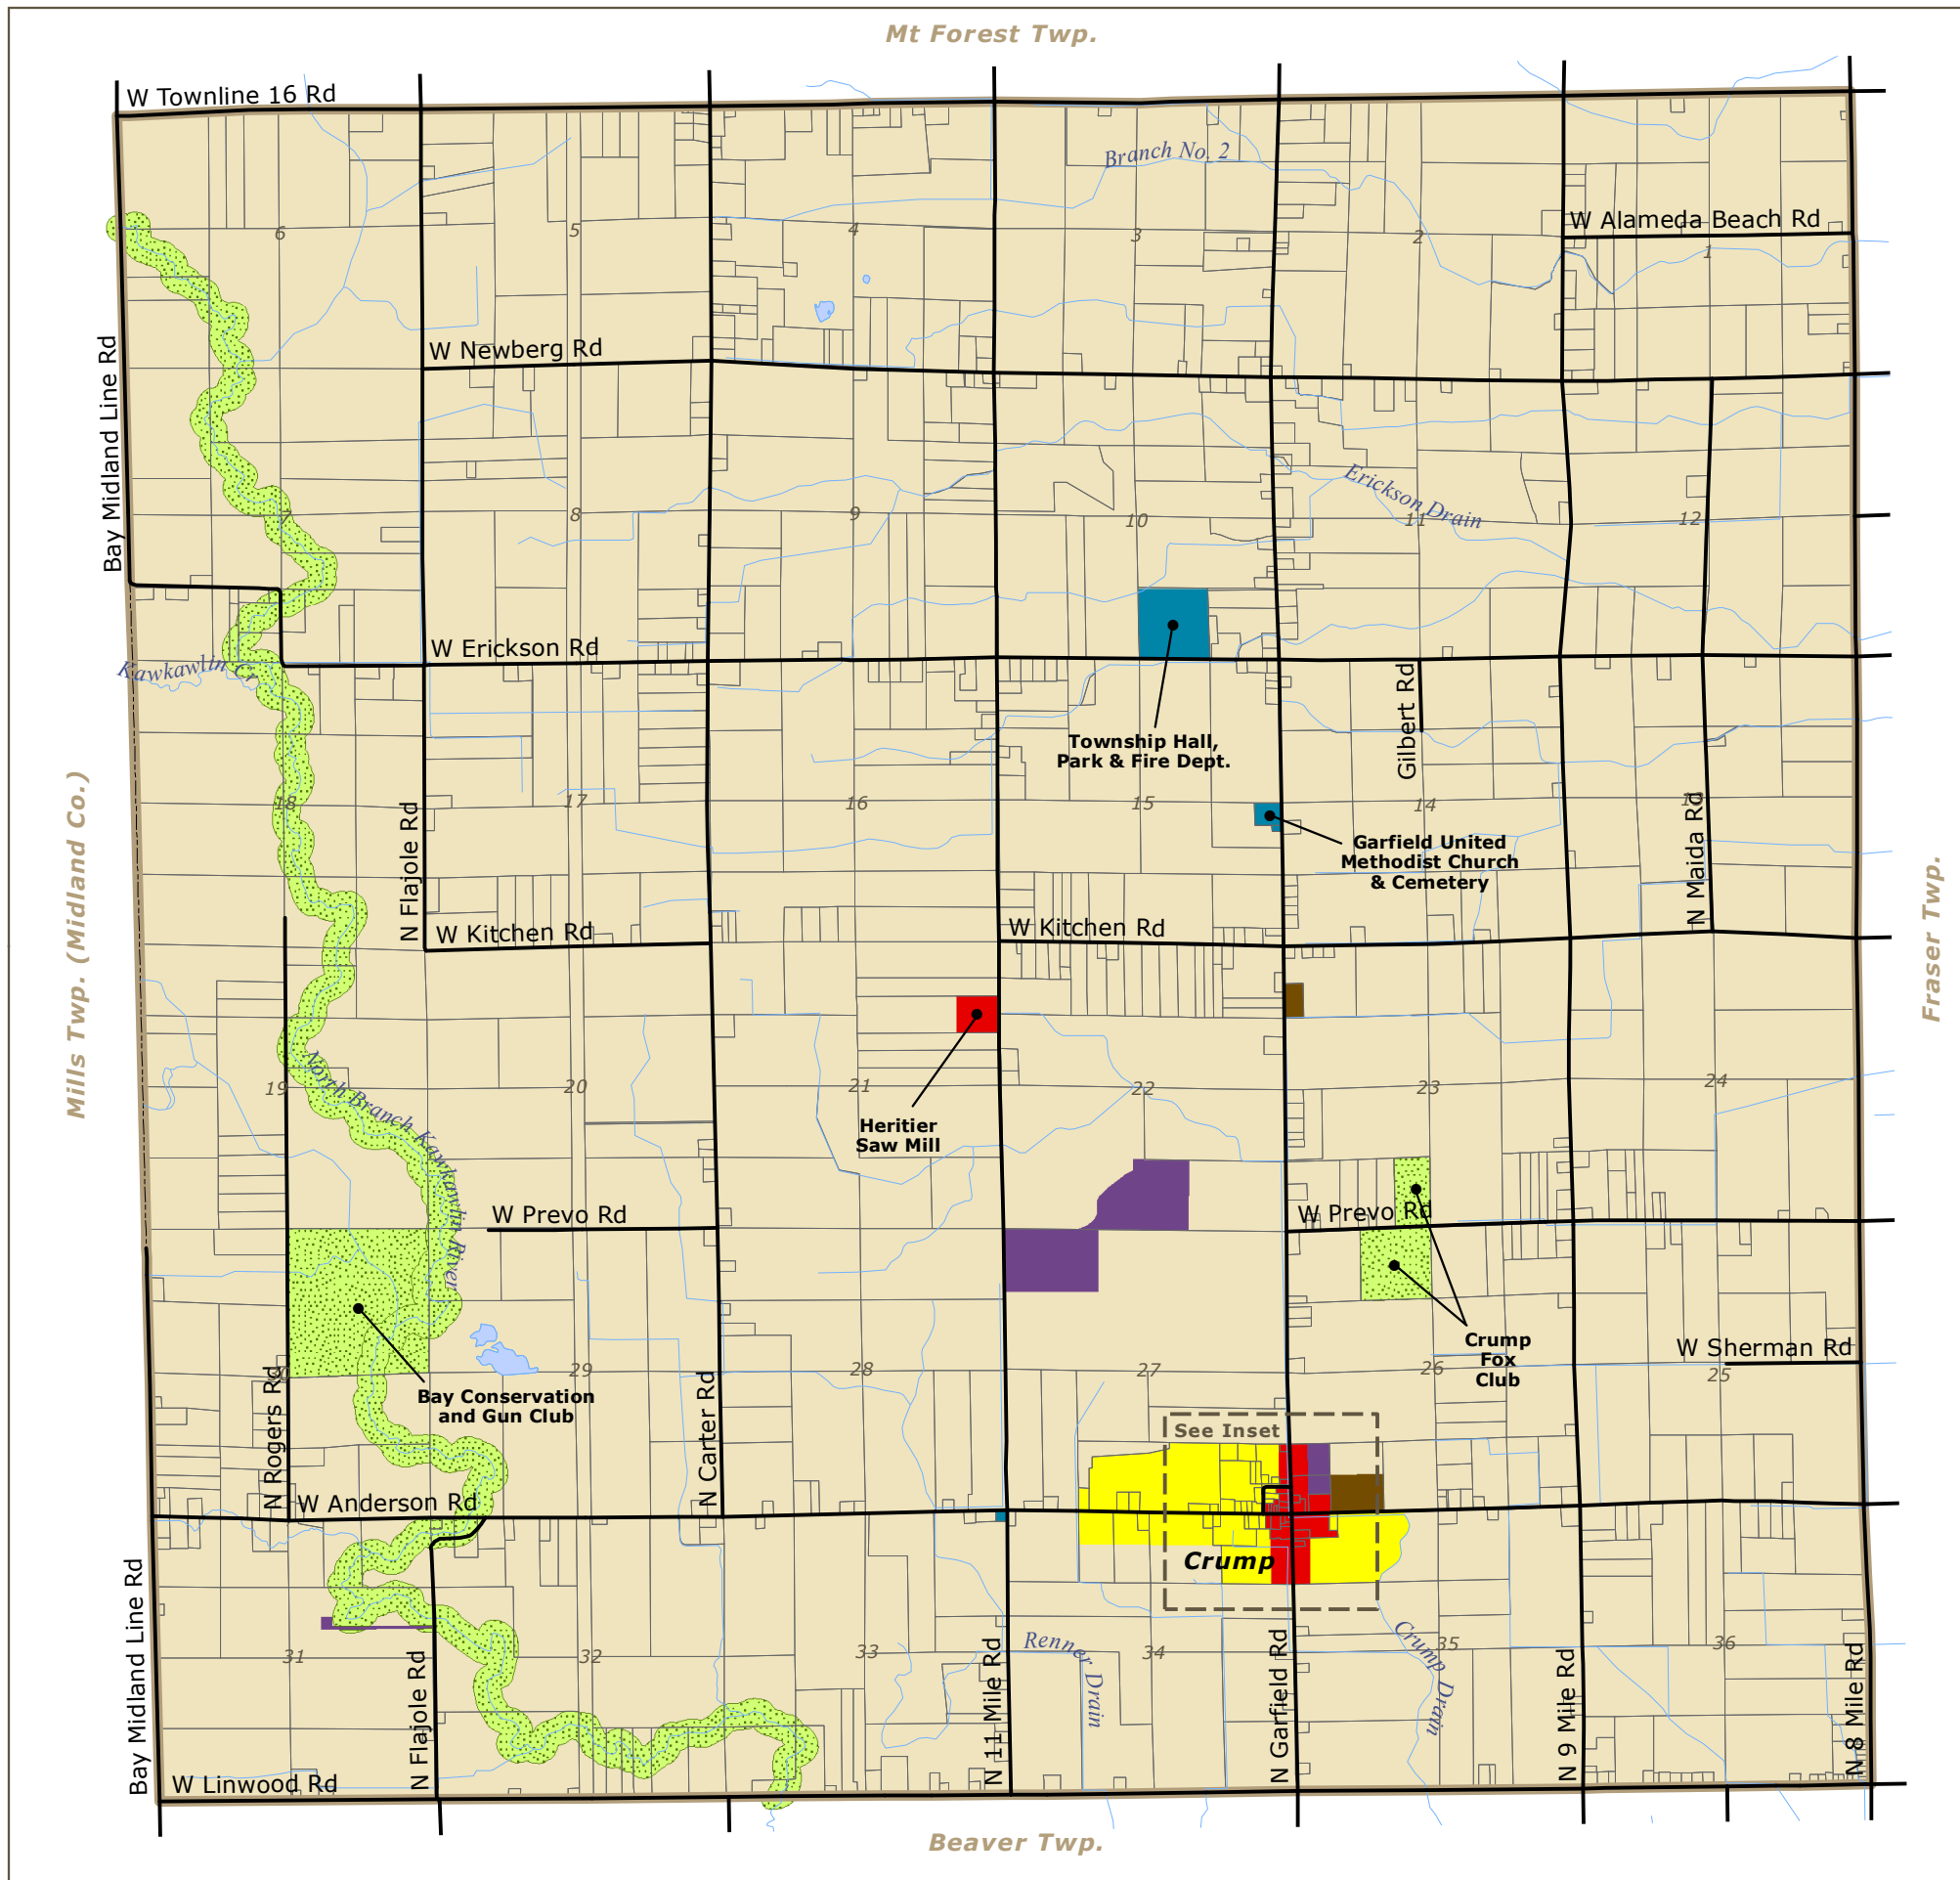 Mt Forest Twp.
W Townline 16 Rd
Branch No. 2
W Alameda Beach Rd
6
5
4
3
2
1
Bay Midland Line Rd
W Newberg Rd
Erickson Drain
7
8
9
10
11
12
W Erickson Rd
Kawkawlin Cr
Gilbert Rd
Township Hall,
Park & Fire Dept.
Mills Twp. (Midland Co.)
18
17
16
15
14
13
N Flajole Rd
Garfield United
Methodist Church
& Cemetery
N Maida Rd
Fraser Twp.
W Kitchen Rd
W Kitchen Rd
North Branch Kawkawlin River
19
20
21
22
23
24
Heritier
Saw Mill
W Prevo Rd
W Prevo Rd
Crump
Fox
Club
W Sherman Rd
30
29
28
27
26
25
Bay Conservation
and Gun Club
N Rogers Rd
N Carter Rd
See Inset
W Anderson Rd
Crump
Bay Midland Line Rd
31
32
33
34
35
36
N Flajole Rd
N 11 Mile Rd
Renner Drain
N Garfield Rd
Crump Drain
N 9 Mile Rd
N 8 Mile Rd
W Linwood Rd
Beaver Twp.